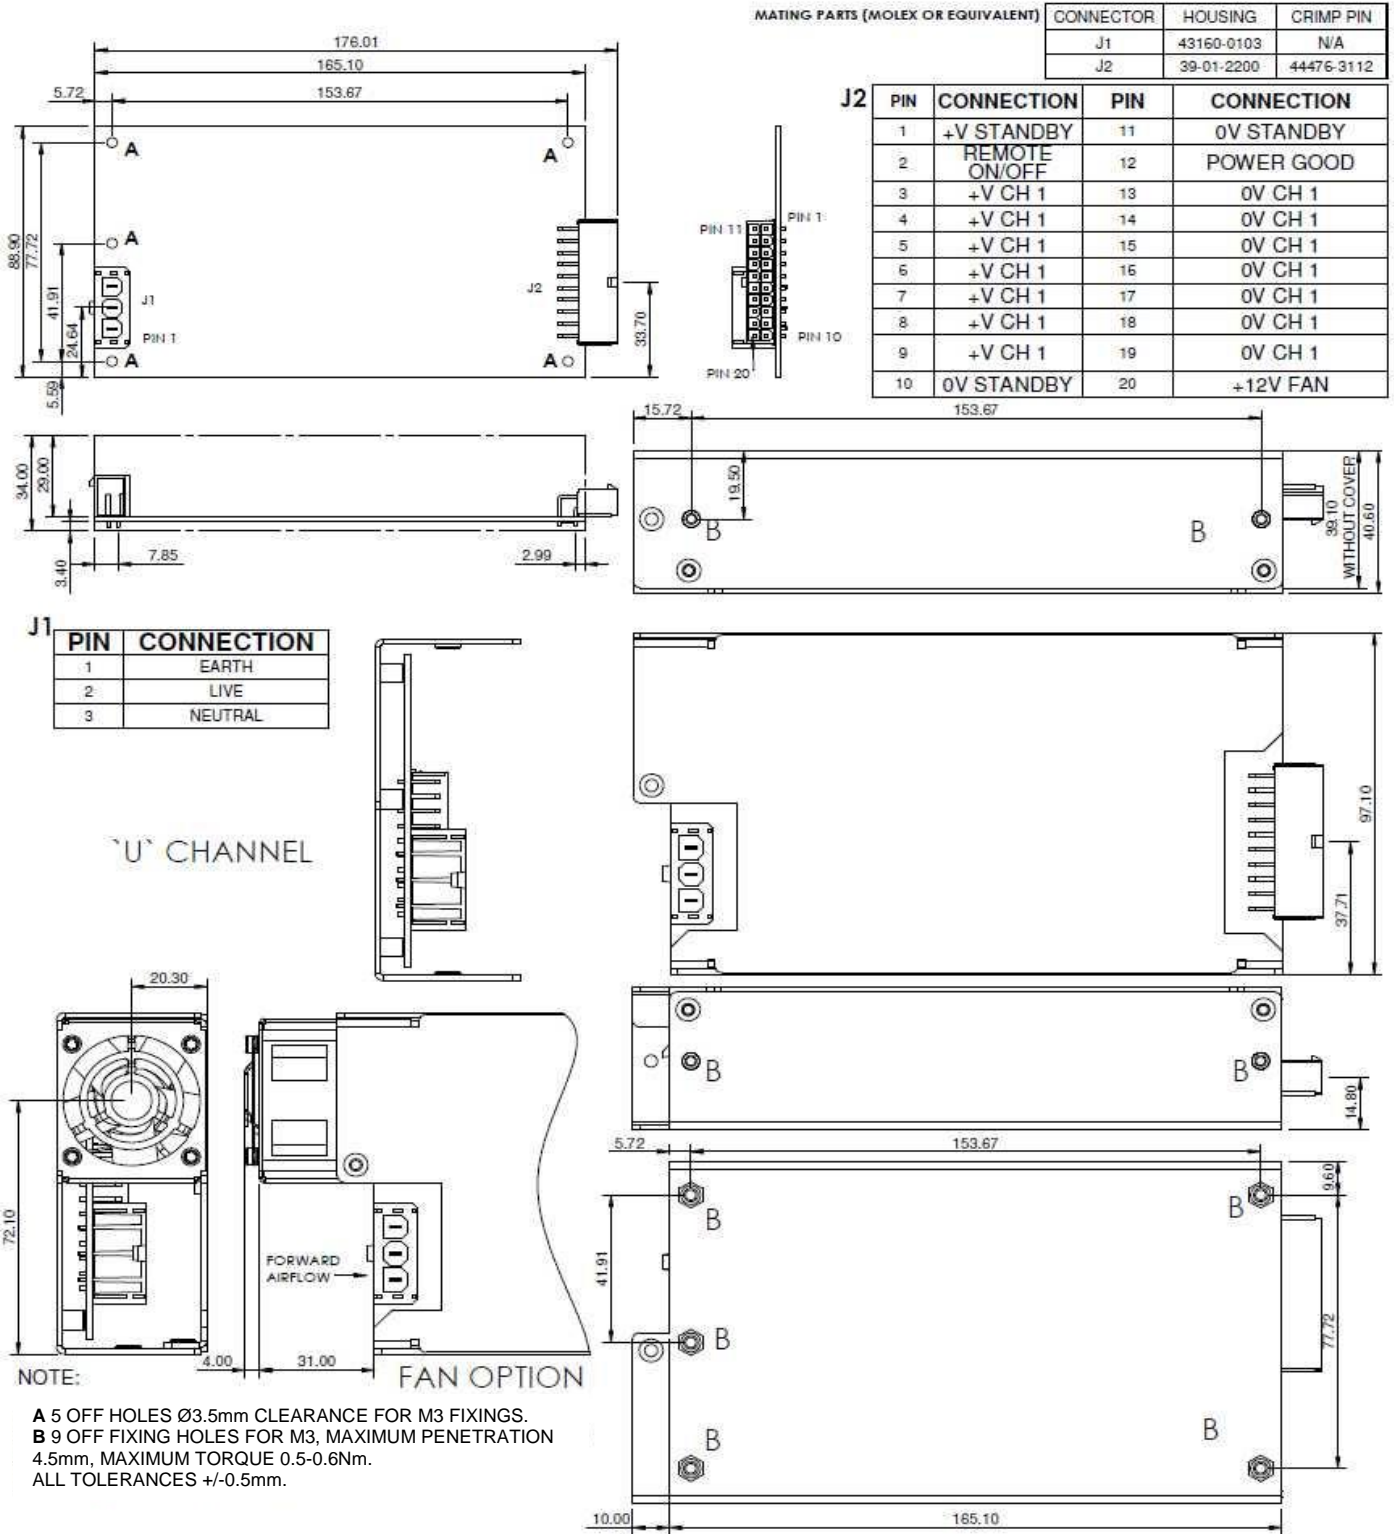 MATING PARTS (MOLEX OR EQUIVALENT)
CONNECTOR HOUSING CRIMP PIN
J1 43160-0103 N/A
J2 39-01-2200 44476-3112
J2
PIN CONNECTION PIN CONNECTION
1 +V STANDBY 11 0V STANDBY
2 REMOTE ON/OFF 12 POWER GOOD
3 +V CH 1 13 0V CH 1
4 +V CH 1 14 0V CH 1
5 +V CH 1 15 0V CH 1
6 +V CH 1 16 0V CH 1
7 +V CH 1 17 0V CH 1
8 +V CH 1 18 0V CH 1
9 +V CH 1 19 0V CH 1
10 0V STANDBY 20 +12V FAN
176.01
165.10
5.72 153.67
A A
A
88.90
77.72
41.91
24.64
5.59
J1
PIN 1
J2
33.70
A A
PIN 11 PIN 1
PIN 10
PIN 20
34.00
29.00
3.40
7.85 2.99
15.72 153.67
19.50
B B
39.10
WITHOUT COVER
40.60
J1
PIN CONNECTION
1 EARTH
2 LIVE
3 NEUTRAL
`U` CHANNEL
97.10
37.71
20.30
72.10
FORWARD
AIRFLOW
4.00 31.00
FAN OPTION
B B
14.80
5.72 153.67
9.60
B B
41.91
B
77.72
B B
10.00 165.10
NOTE:
A 5 OFF HOLES Ø3.5mm CLEARANCE FOR M3 FIXINGS.
B 9 OFF FIXING HOLES FOR M3, MAXIMUM PENETRATION
4.5mm, MAXIMUM TORQUE 0.5-0.6Nm.
ALL TOLERANCES +/-0.5mm.